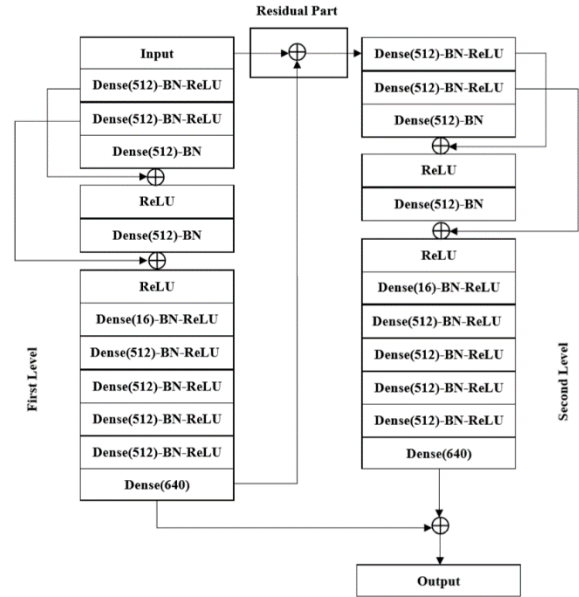 Residual Part
Input
Dense(512)-BN-ReLU
Dense(512)-BN-ReLU
Dense(512)-BN
ReLU
Dense(512)-BN
ReLU
Dense(16)-BN-ReLU
Dense(512)-BN-ReLU
Dense(512)-BN-ReLU
Dense(512)-BN-ReLU
Dense(512)-BN-ReLU
Dense(640)
First Level
Dense(512)-BN-ReLU
Dense(512)-BN-ReLU
Dense(512)-BN
ReLU
Dense(512)-BN
ReLU
Dense(16)-BN-ReLU
Dense(512)-BN-ReLU
Dense(512)-BN-ReLU
Dense(512)-BN-ReLU
Dense(512)-BN-ReLU
Dense(640)
Second Level
Output